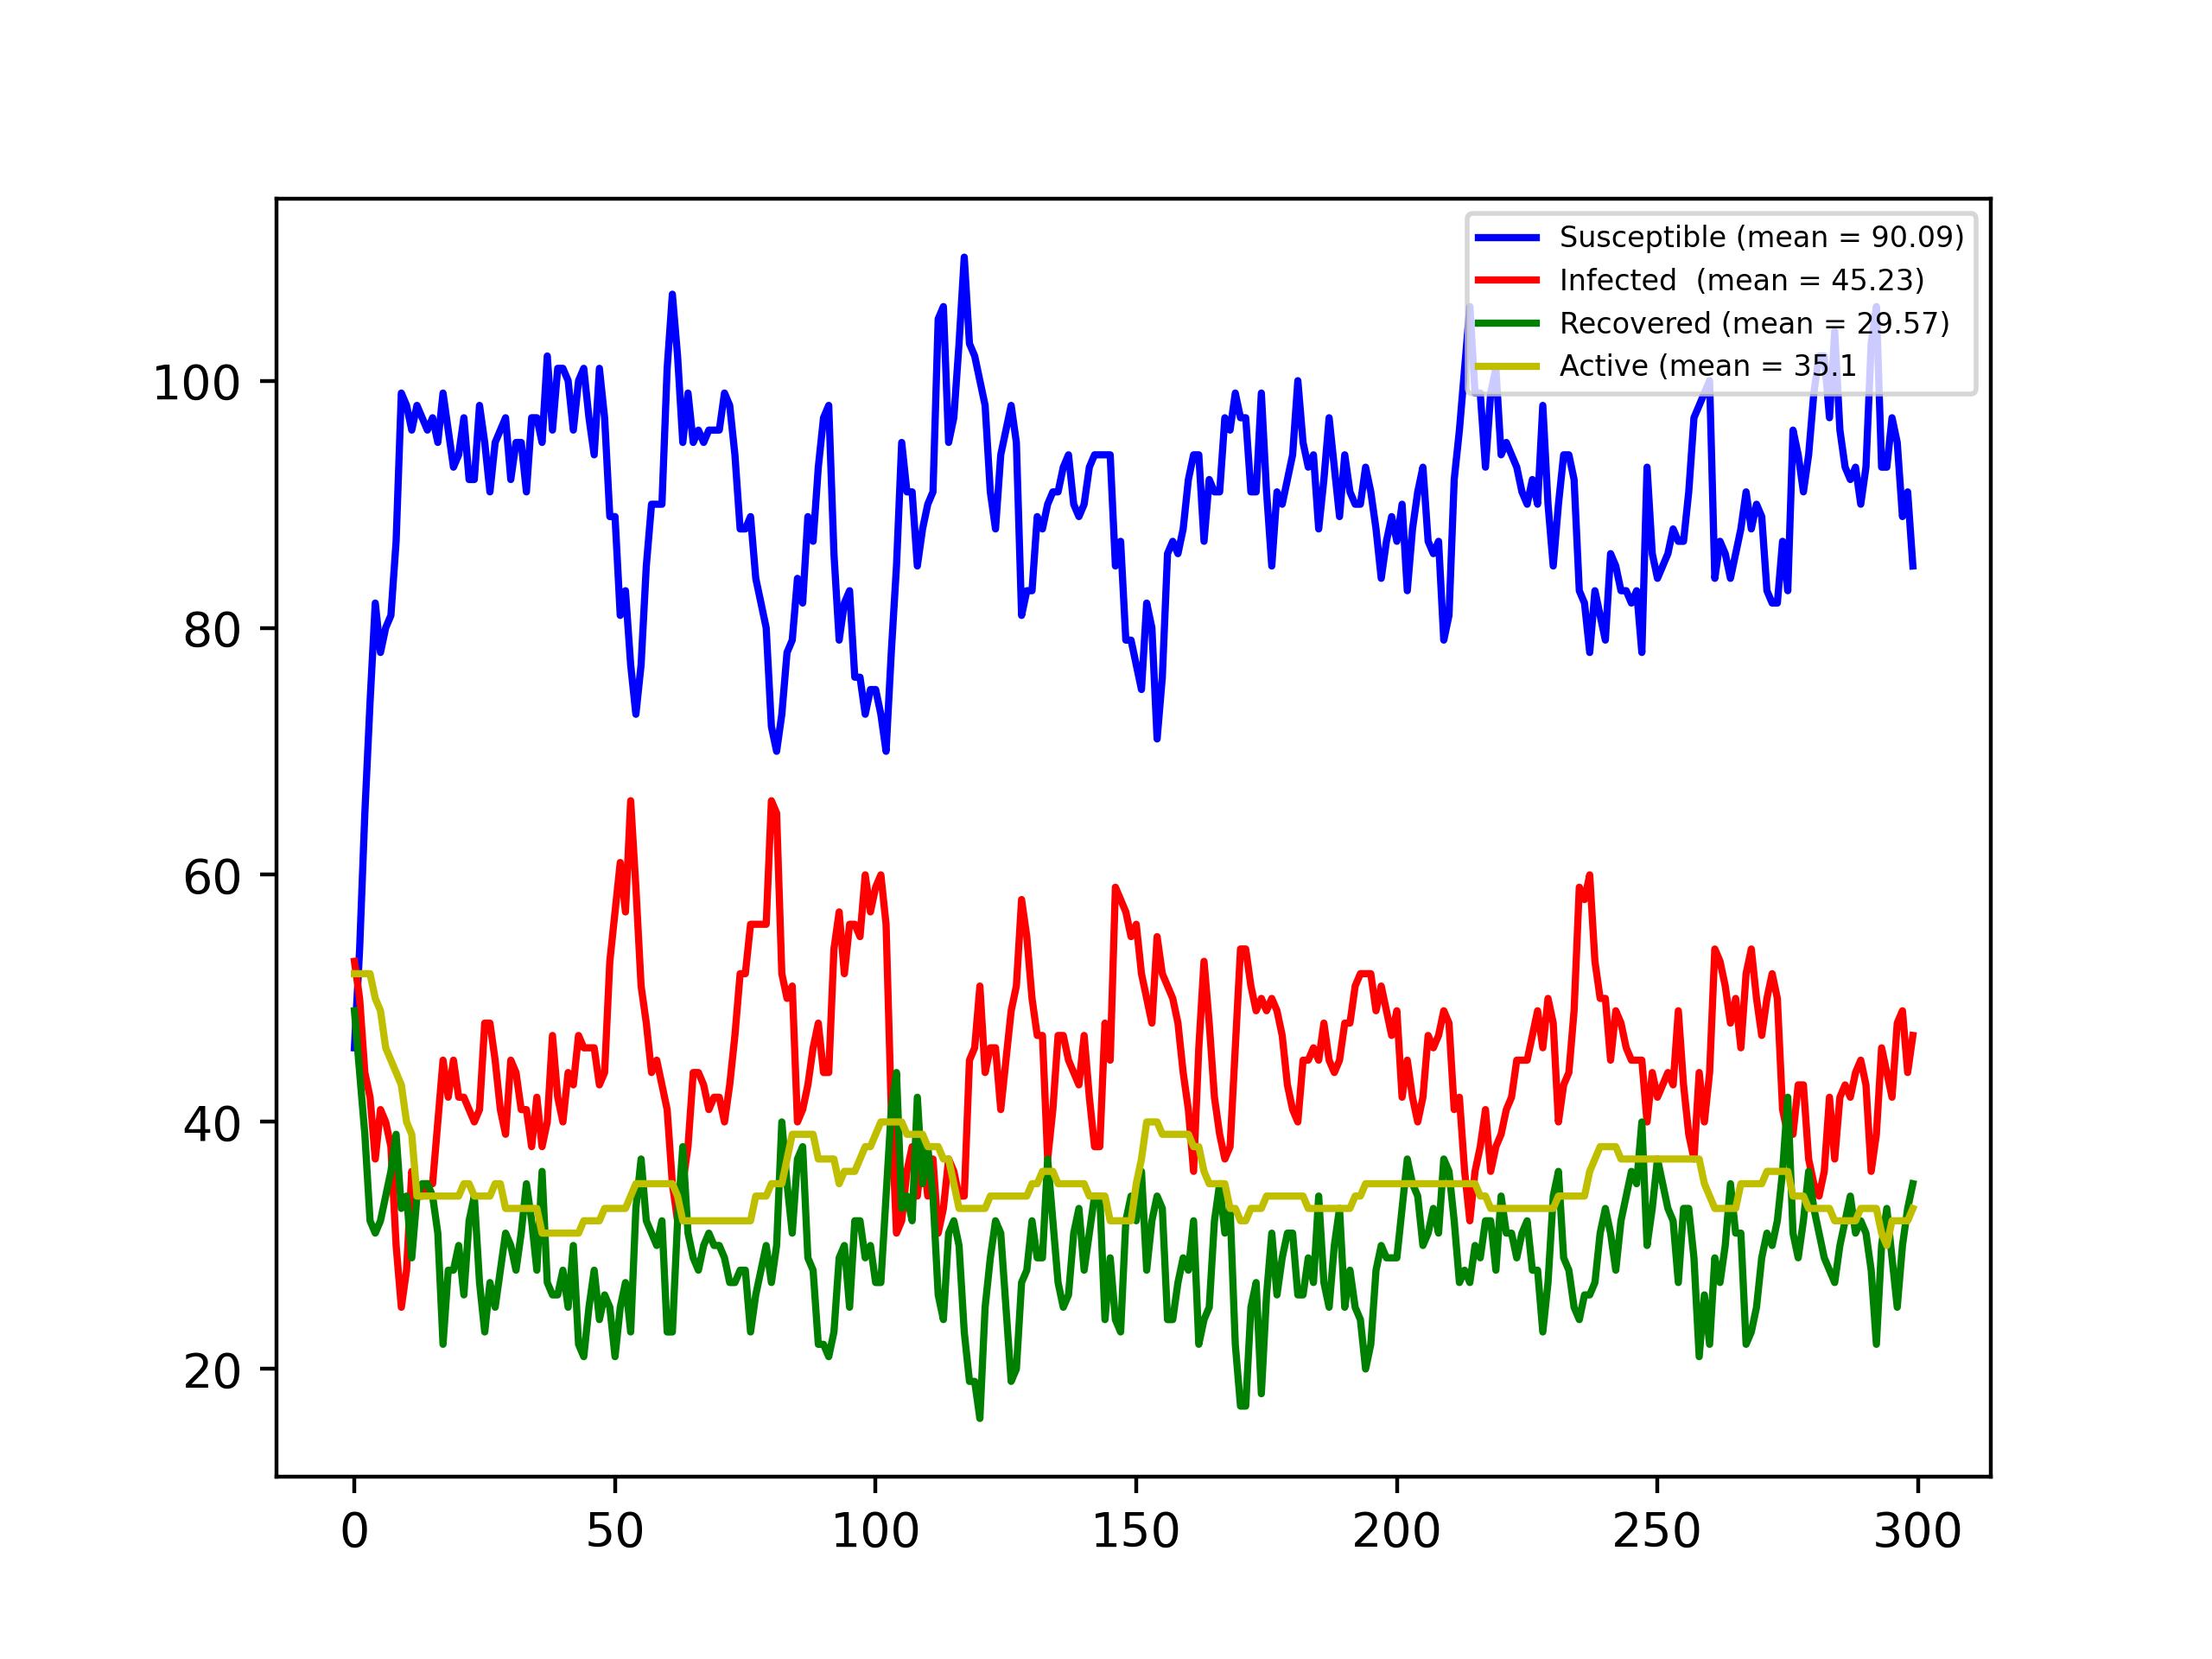 Susceptible (mean = 90.09)
Infected  (mean = 45.23)
Recovered (mean = 29.57)
Active (mean = 35.1
100
80
60
40
20
0 50 100 150 200 250 300